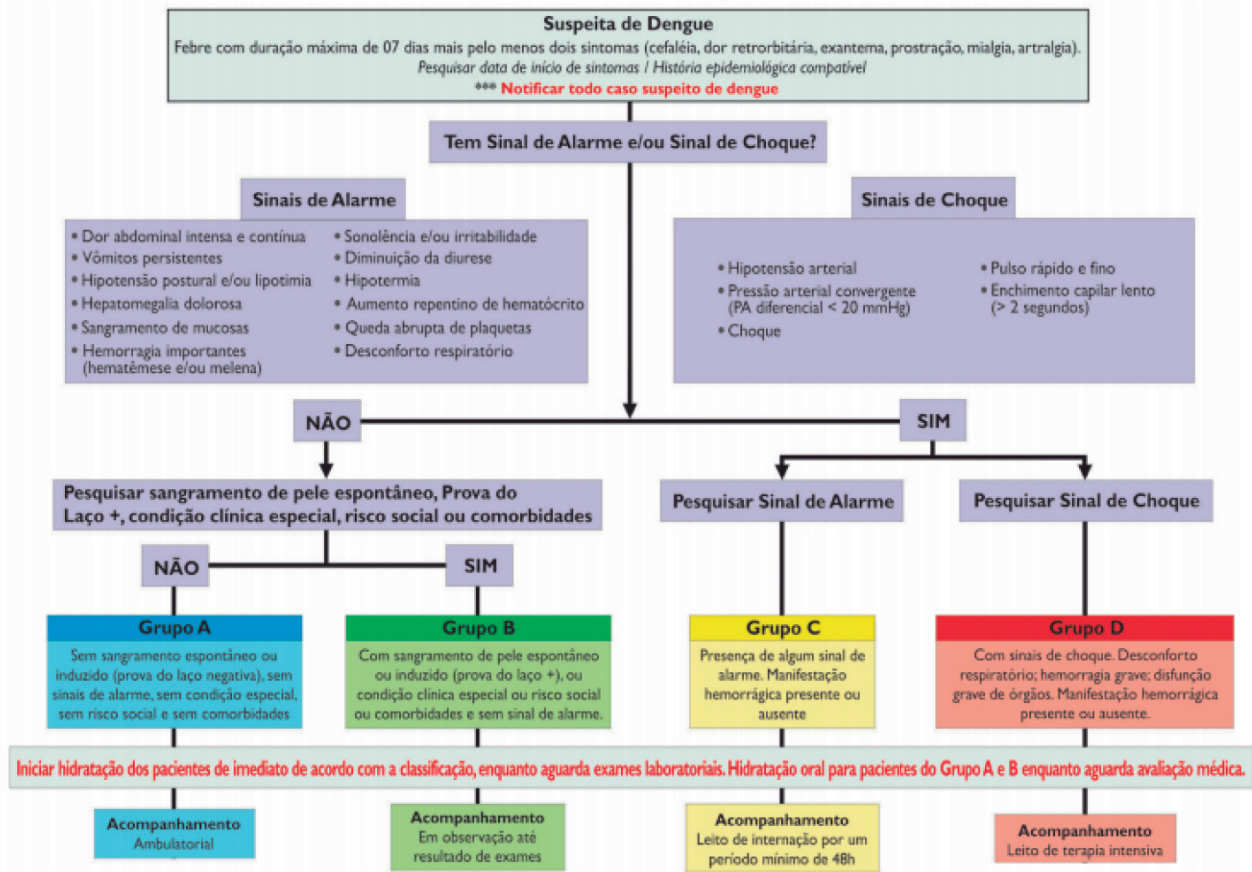 Suspeita de Dengue
Febre com duração máxima de 07 dias mais pelo menos dois sintomas (cefaléia, dor retrorbitária, exantema, prostração, mialgia, artralgia).
Pesquisar data de início de sintomas / História epidemiológica compatível
*** Notificar todo caso suspeito de dengue
Tem Sinal de Alarme e/ou Sinal de Choque?
Sinais de Alarme
• Dor abdominal intensa e contínua
• Vômitos persistentes
• Hipotensão postural e/ou lipotimia
• Hepatomegalia dolorosa
• Sangramento de mucosas
• Hemorragia importantes
(hematêmese e/ou melena)
• Sonolência e/ou irritabilidade
• Diminuição da diurese
• Hipotermia
• Aumento repentino de hematócrito
• Queda abrupta de plaquetas
• Desconforto respiratório
Sinais de Choque
• Hipotensão arterial
• Pressão arterial convergente
(PA diferencial < 20 mmHg)
• Choque
• Pulso rápido e fino
• Enchimento capilar lento
(> 2 segundos)
NÃO
SIM
Pesquisar sangramento de pele espontâneo, Prova do
Laço +, condição clínica especial, risco social ou comorbidades
Pesquisar Sinal de Alarme
Pesquisar Sinal de Choque
NÃO
SIM
Grupo A
Sem sangramento espontâneo ou
induzido (prova do laço negativa), sem
sinais de alarme, sem condição especial,
sem risco social e sem comorbidades
Grupo B
Com sangramento de pele espontâneo
ou induzido (prova do laço +), ou
condição clínica especial ou risco social
ou comorbidades e sem sinal de alarme.
Grupo C
Presença de algum sinal de
alarme. Manifestação
hemorrágica presente ou
ausente
Grupo D
Com sinais de choque. Desconforto
respiratório; hemorragia grave; disfunção
grave de órgãos. Manifestação hemorrágica
presente ou ausente.
Iniciar hidratação dos pacientes de imediato de acordo com a classificação, enquanto aguarda exames laboratoriais. Hidratação oral para pacientes do Grupo A e B enquanto aguarda avaliação médica.
Acompanhamento
Ambulatorial
Acompanhamento
Em observação até
resultado de exames
Acompanhamento
Leito de internação por um
período mínimo de 48h
Acompanhamento
Leito de terapia intensiva